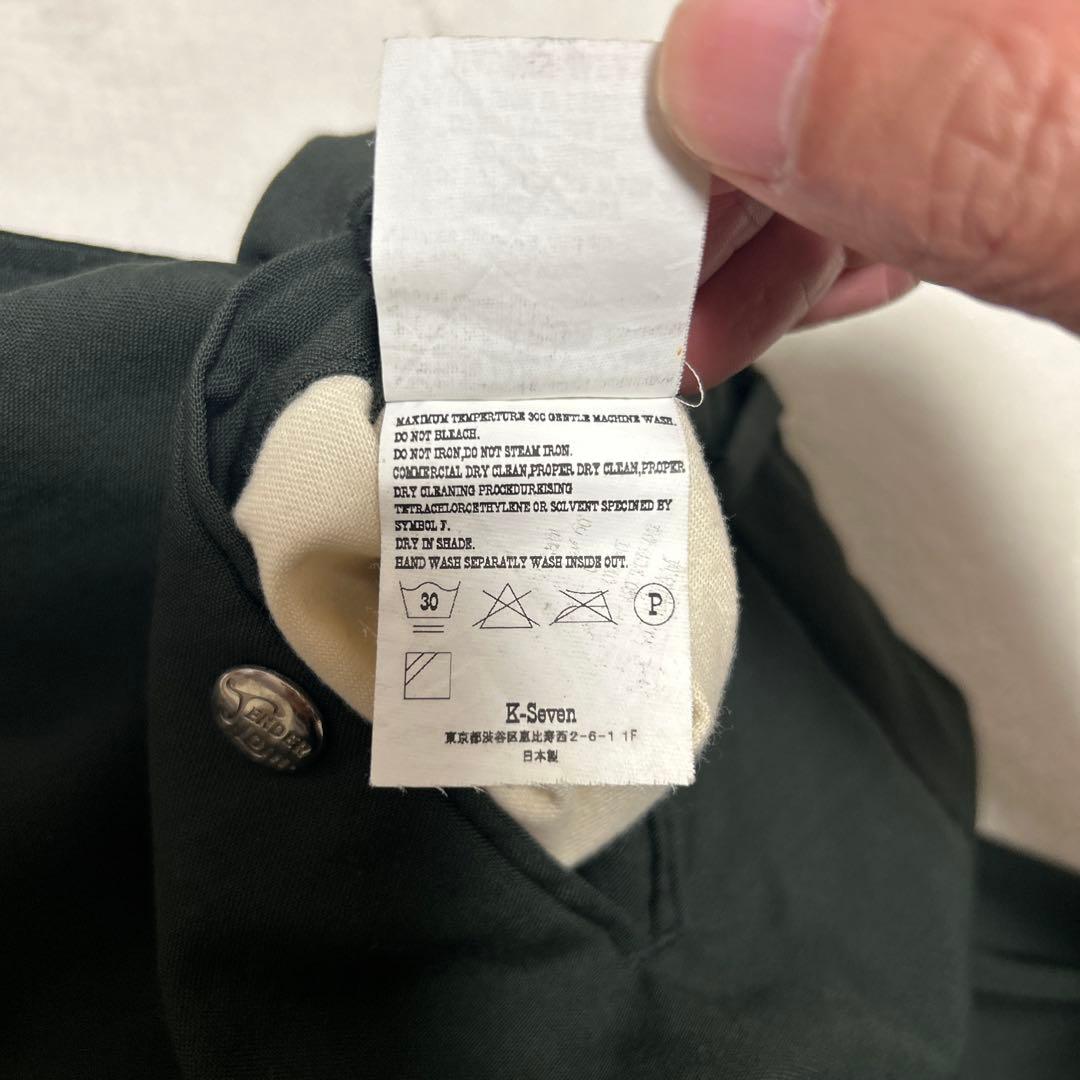 MAXIMUM TEMPERTURE 30C GENTLE MACHINE WASH.
DO NOT BLEACH.
DO NOT IRON,DO NOT STEAM IRON.
COMMERCIAL DRY CLEAN,PROPER DRY CLEAN,PROPER
DRY CLEANING PROCKDUREISING
TETRACHLORCETHYLENE OR SOLVENT SPECINED BY
SYMBOL F.
DRY IN SHADE.
HAND WASH SEPARATLY WASH INSIDE OUT.
30
P
K-Seven
東京都渋谷区恵比寿西2-6-1 1F
日本製